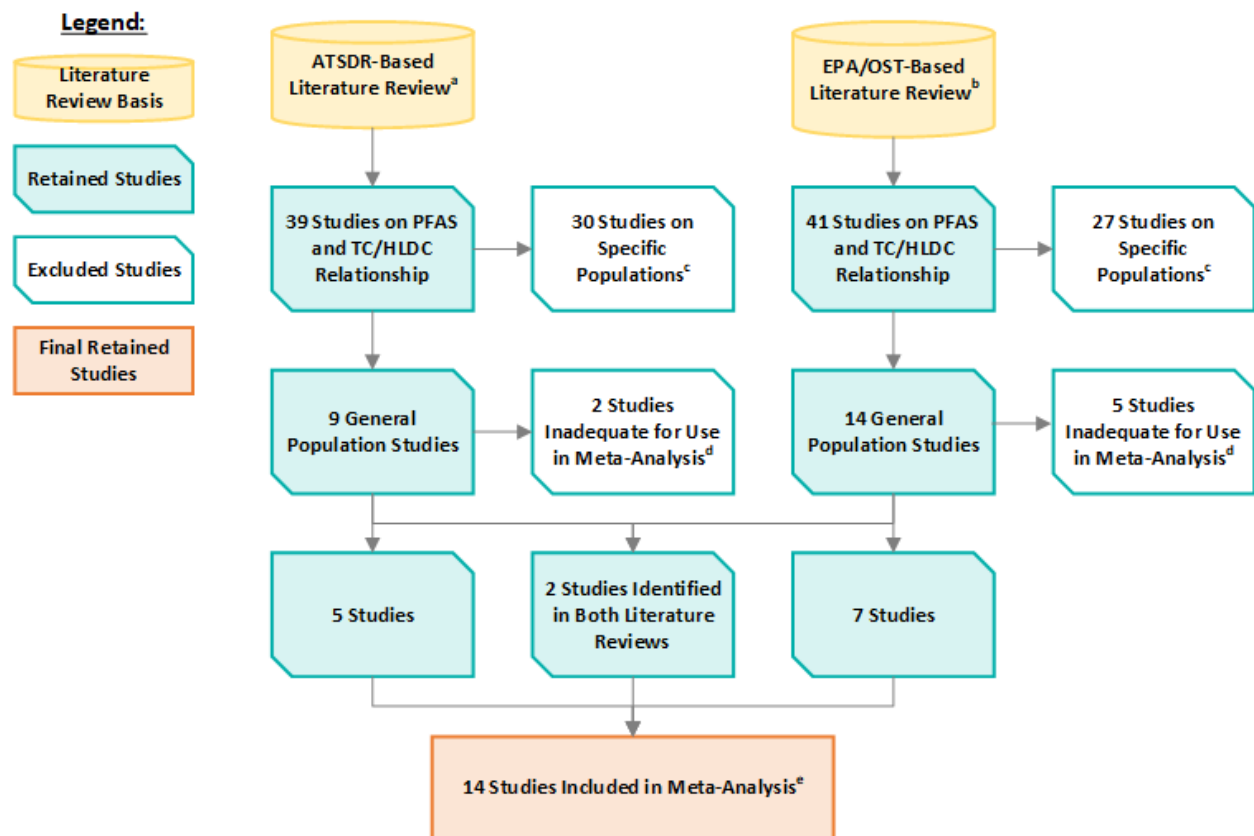 Legend:
Literature
Review Basis
Retained Studies
Excluded Studies
Final Retained
Studies
ATSDR-Based
Literature Reviewᵃ
EPA/OST-Based
Literature Reviewᵇ
39 Studies on PFAS
and TC/HLDC
Relationship
30 Studies on
Specific
Populationsᶜ
41 Studies on PFAS
and TC/HLDC
Relationship
27 Studies on
Specific
Populationsᶜ
9 General
Population Studies
2 Studies
Inadequate for Use
in Meta-Analysisᵈ
14 General
Population Studies
5 Studies
Inadequate for Use
in Meta-Analysisᵈ
5 Studies
2 Studies Identified
in Both Literature
Reviews
7 Studies
14 Studies Included in Meta-Analysisᵉ